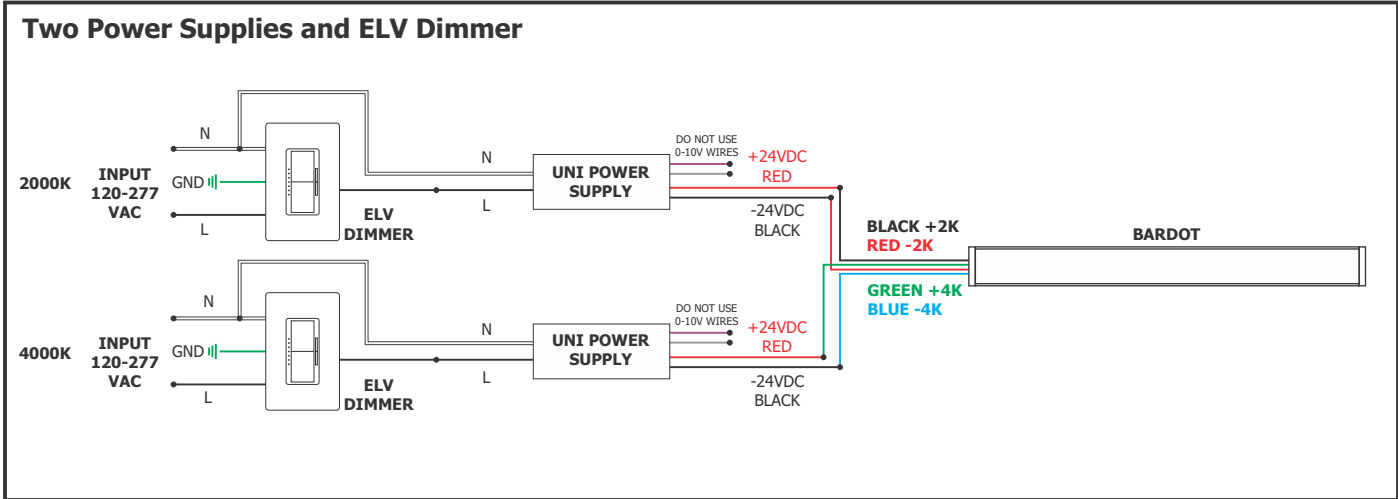 Two Power Supplies and ELV Dimmer
2000K
INPUT
120-277
VAC
N
GND
L
ELV
DIMMER
N
L
UNI POWER
SUPPLY
DO NOT USE
0-10V WIRES
+24VDC
RED
-24VDC
BLACK
BLACK +2K
RED -2K
GREEN +4K
BLUE -4K
BARDOT
4000K
INPUT
120-277
VAC
N
GND
L
ELV
DIMMER
N
L
UNI POWER
SUPPLY
DO NOT USE
0-10V WIRES
+24VDC
RED
-24VDC
BLACK